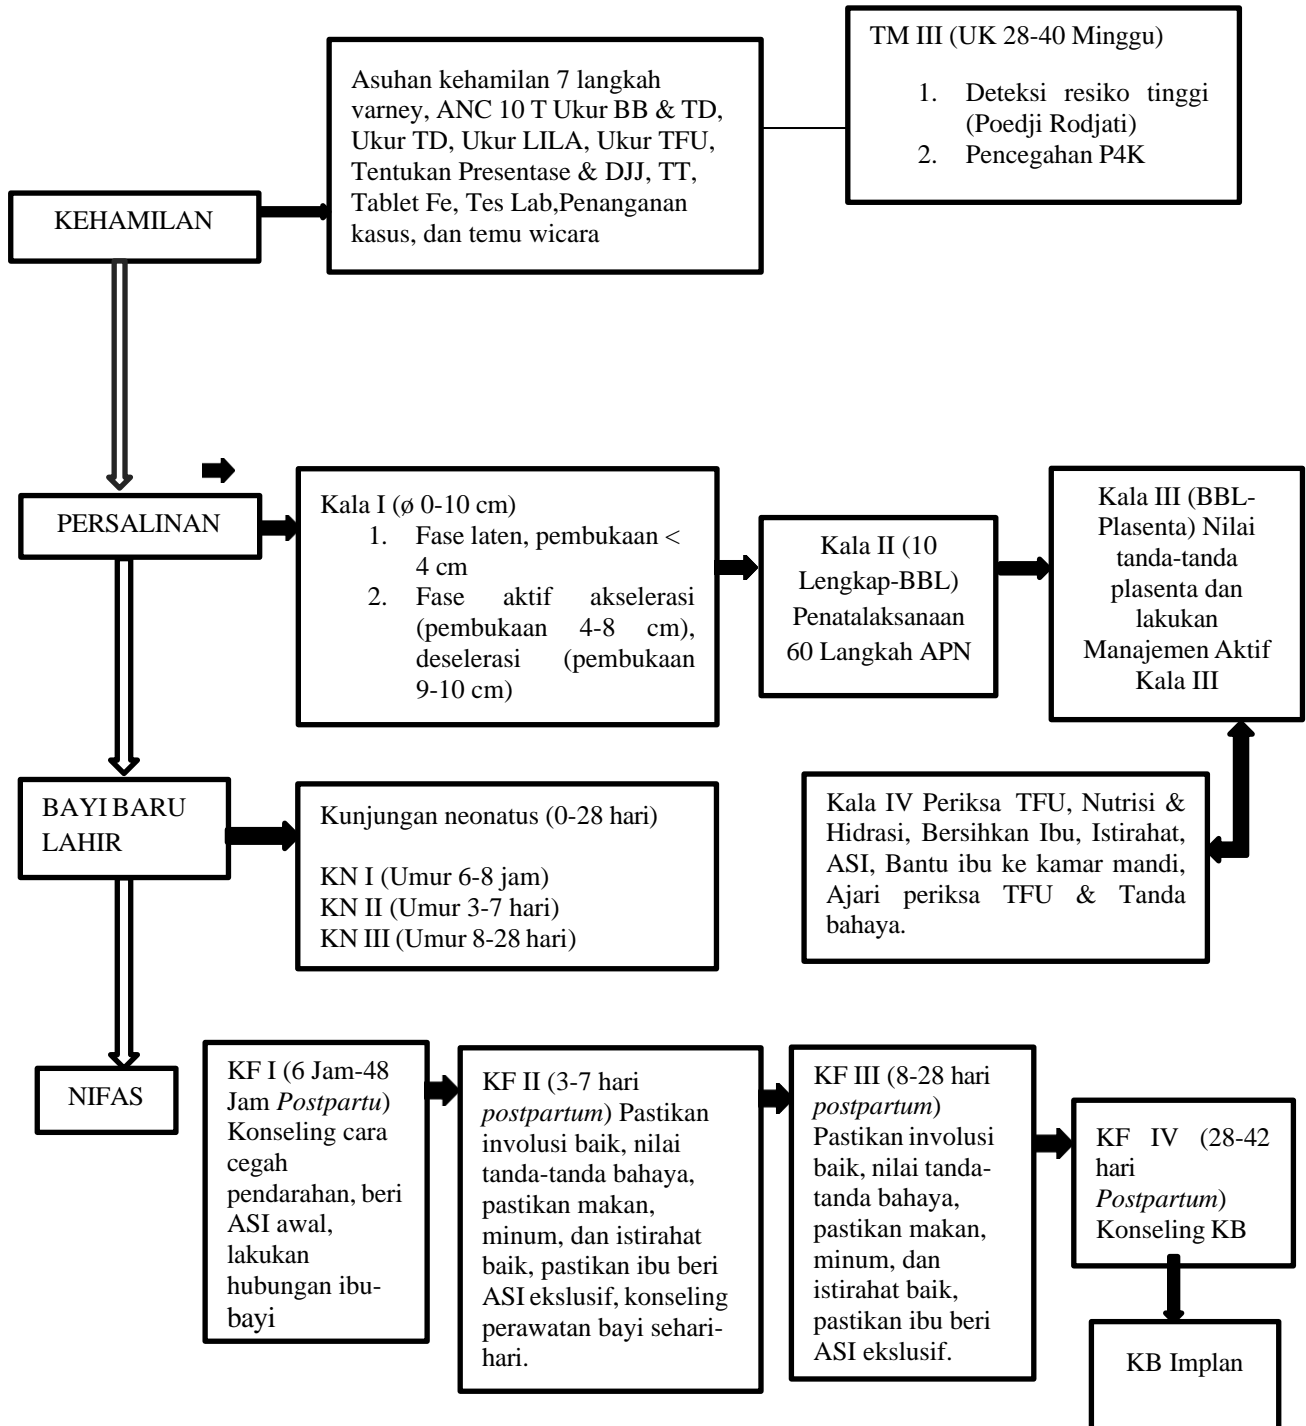 TM III (UK 28-40 Minggu)
1. Deteksi resiko tinggi
(Poedji Rodjati)
2. Pencegahan P4K
Asuhan kehamilan 7 langkah
varney, ANC 10 T Ukur BB & TD,
Ukur TD, Ukur LILA, Ukur TFU,
Tentukan Presentase & DJJ, TT,
Tablet Fe, Tes Lab,Penanganan
kasus, dan temu wicara
KEHAMILAN
PERSALINAN
Kala I (ø 0-10 cm)
1. Fase laten, pembukaan <
4 cm
2. Fase aktif akselerasi
(pembukaan 4-8 cm),
deselerasi (pembukaan
9-10 cm)
Kala II (10
Lengkap-BBL)
Penatalaksanaan
60 Langkah APN
Kala III (BBL-
Plasenta) Nilai
tanda-tanda
plasenta dan
lakukan
Manajemen Aktif
Kala III
BAYI BARU
LAHIR
Kunjungan neonatus (0-28 hari)
KN I (Umur 6-8 jam)
KN II (Umur 3-7 hari)
KN III (Umur 8-28 hari)
Kala IV Periksa TFU, Nutrisi &
Hidrasi, Bersihkan Ibu, Istirahat,
ASI, Bantu ibu ke kamar mandi,
Ajari periksa TFU & Tanda
bahaya.
NIFAS
KF I (6 Jam-48
Jam Postpartu)
Konseling cara
cegah
pendarahan, beri
ASI awal,
lakukan
hubungan ibu-
bayi
KF II (3-7 hari
postpartum) Pastikan
involusi baik, nilai
tanda-tanda bahaya,
pastikan makan,
minum, dan istirahat
baik, pastikan ibu beri
ASI ekslusif, konseling
perawatan bayi sehari-
hari.
KF III (8-28 hari
postpartum)
Pastikan involusi
baik, nilai tanda-
tanda bahaya,
pastikan makan,
minum, dan
istirahat baik,
pastikan ibu beri
ASI ekslusif.
KF IV (28-42
hari
Postpartum)
Konseling KB
KB Implan